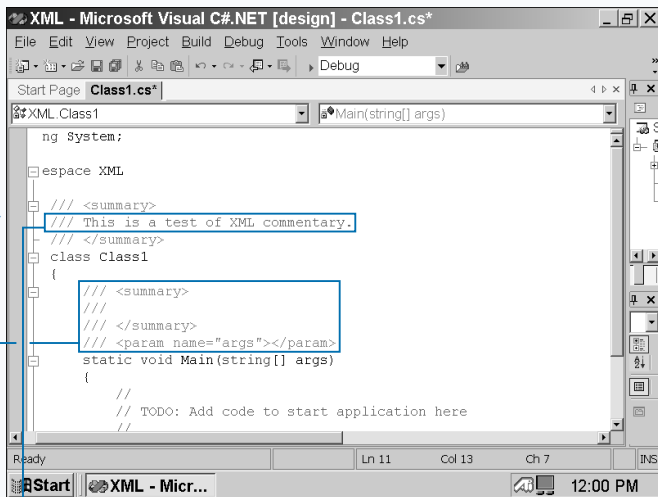 XML - Microsoft Visual C#.NET [design] - Class1.cs*
File Edit View Project Build Debug Tools Window Help
Debug
Start Page Class1.cs*
XML.Class1
Main(string[] args)
ng System;
espace XML
/// <summary>
/// This is a test of XML commentary.
/// </summary>
class Class1
{
/// <summary>
///
/// </summary>
/// <param name="args"></param>
static void Main(string[] args)
{
//
// TODO: Add code to start application here
//
Ready Ln 11 Col 13 Ch 7 INS
Start XML - Micr... 12:00 PM